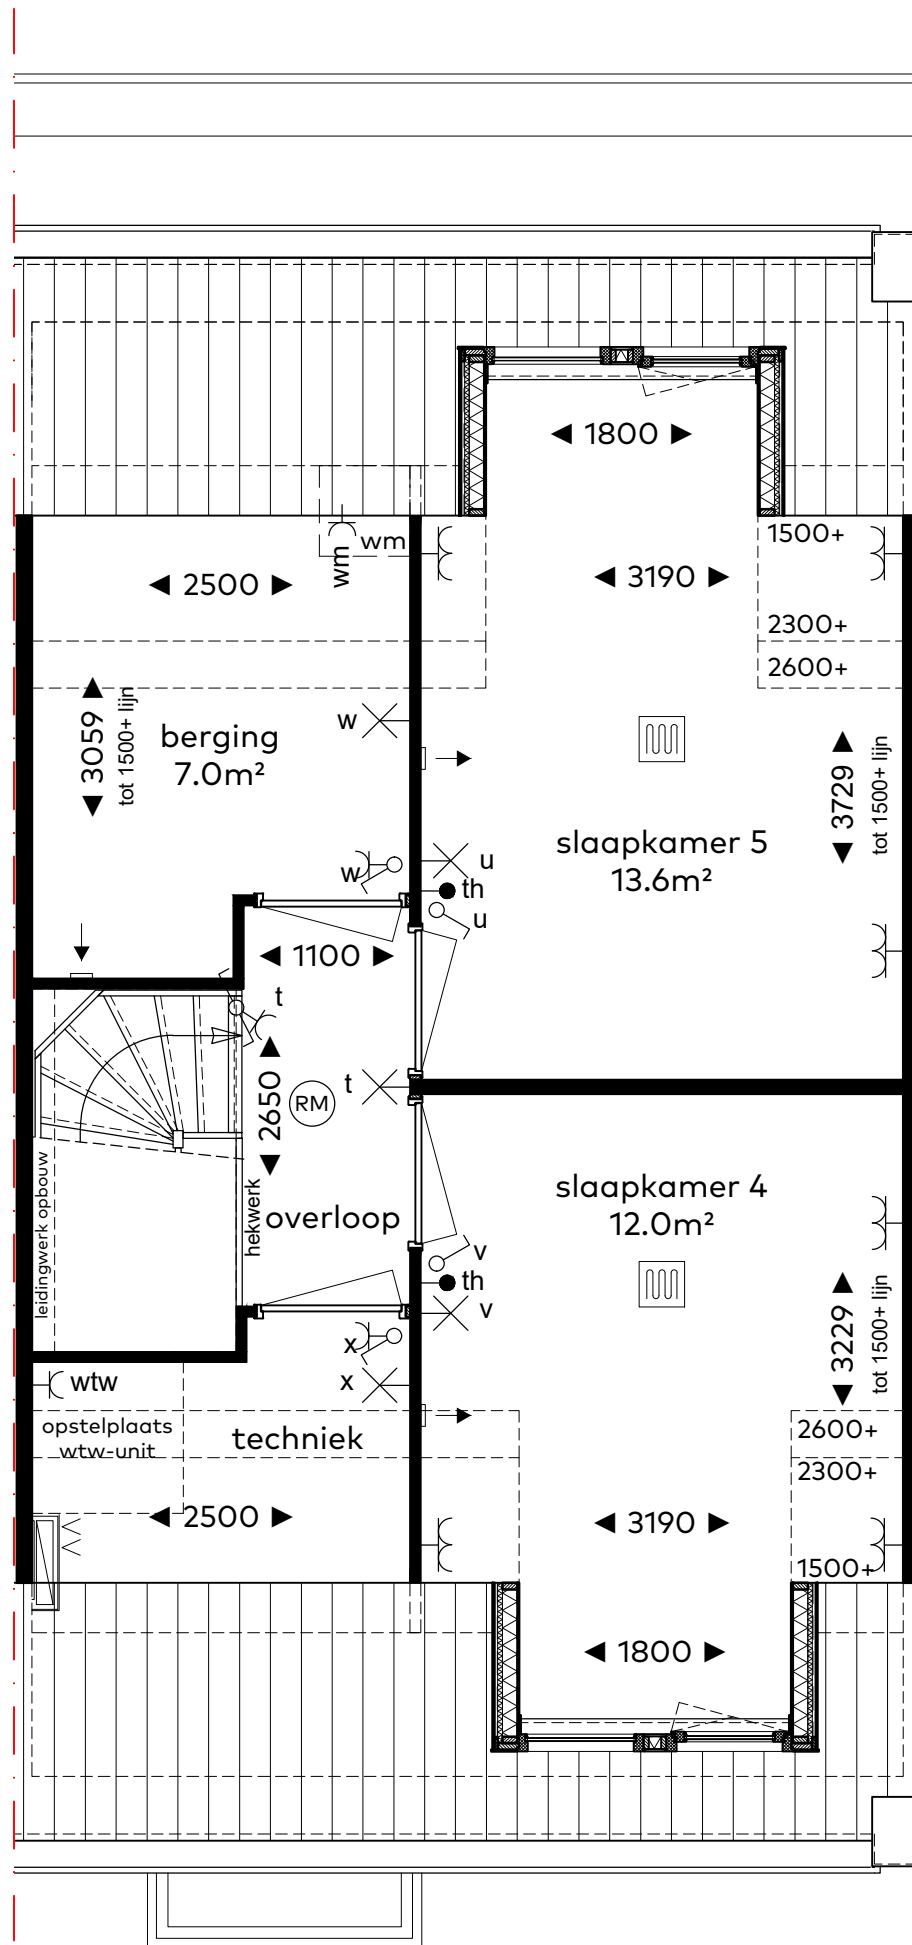 1800
1500+
wm
wm
2500
3190
2300+
2600+
w
berging
7.0m²
3059
tot 1500+ lijn
3729
tot 1500+ lijn
slaapkamer 5
13.6m²
u
w
th
u
1100
t
t
2650
RM
slaapkamer 4
12.0m²
leidingwerk opbouw
hekwerk
overloop
v
th
v
x
x
3229
tot 1500+ lijn
wtw
opstelplaats
wtw-unit
techniek
2600+
2300+
2500
3190
1500+
1800